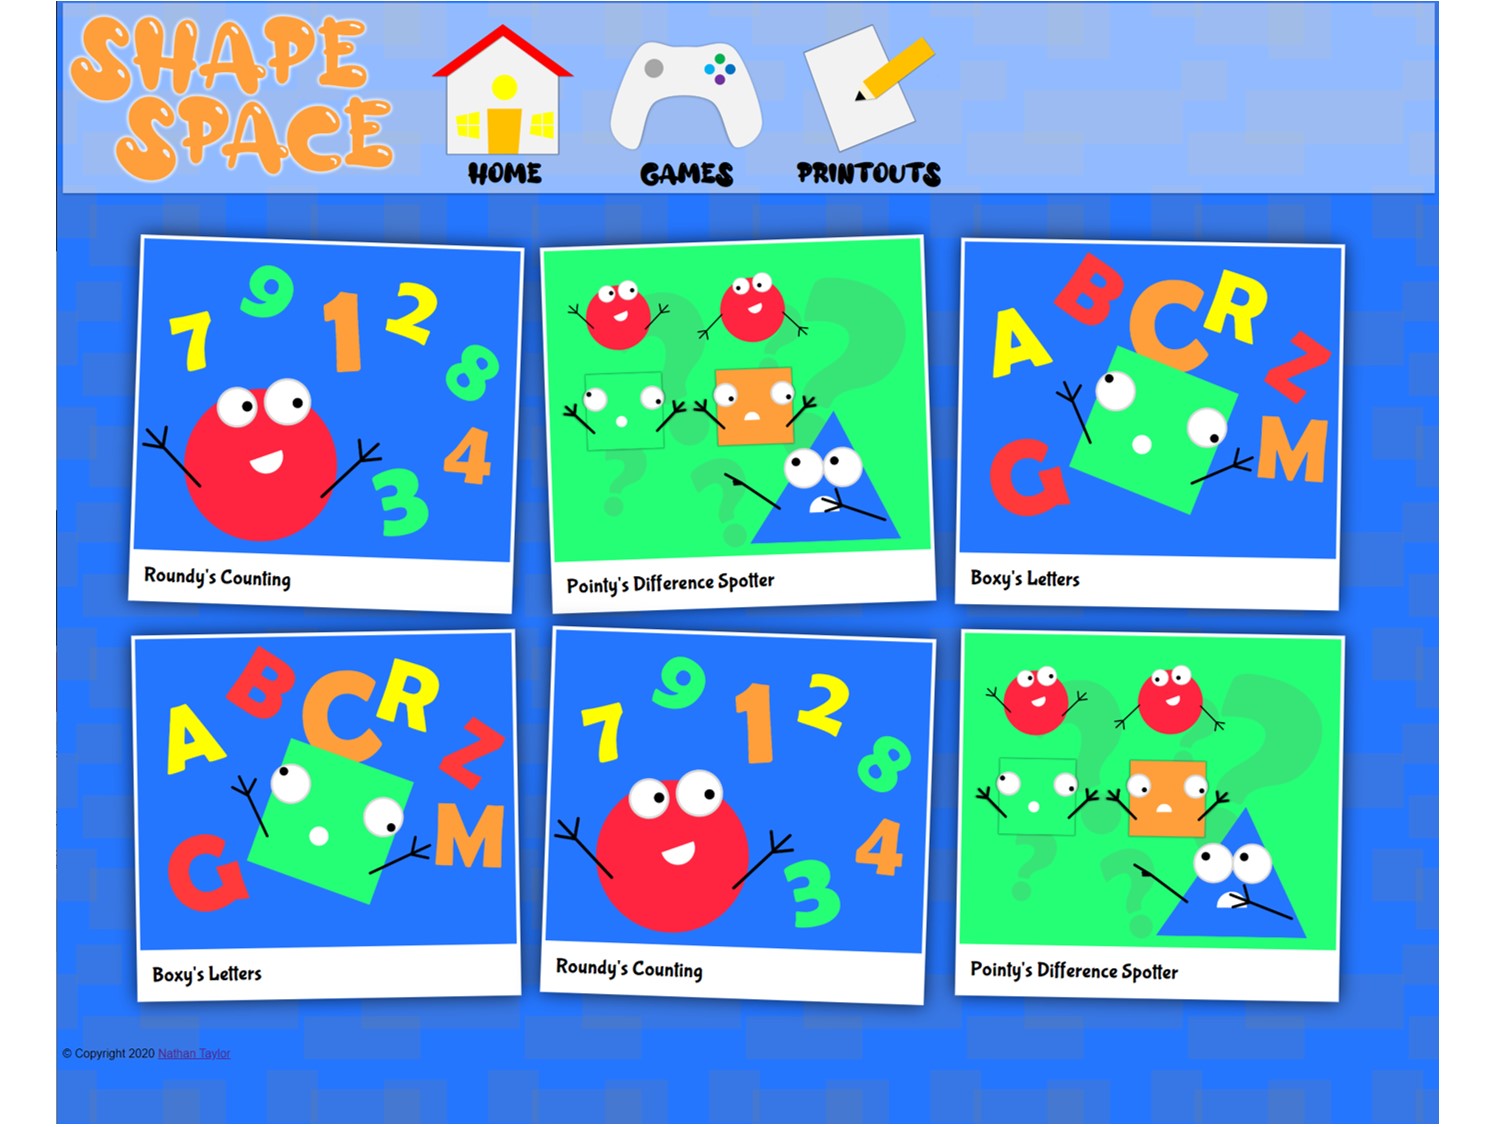 SHAPE
SPACE
HOME
GAMES
PRINTOUTS
7 9 1 2 8 4 3
Roundy's Counting
? ? ? ?
Pointy's Difference Spotter
A B C R Z M G
Boxy's Letters
A B C R Z M G
Boxy's Letters
7 9 1 2 8 4 3
Roundy's Counting
? ? ? ?
Pointy's Difference Spotter
© Copyright 2020 Nathan Taylor